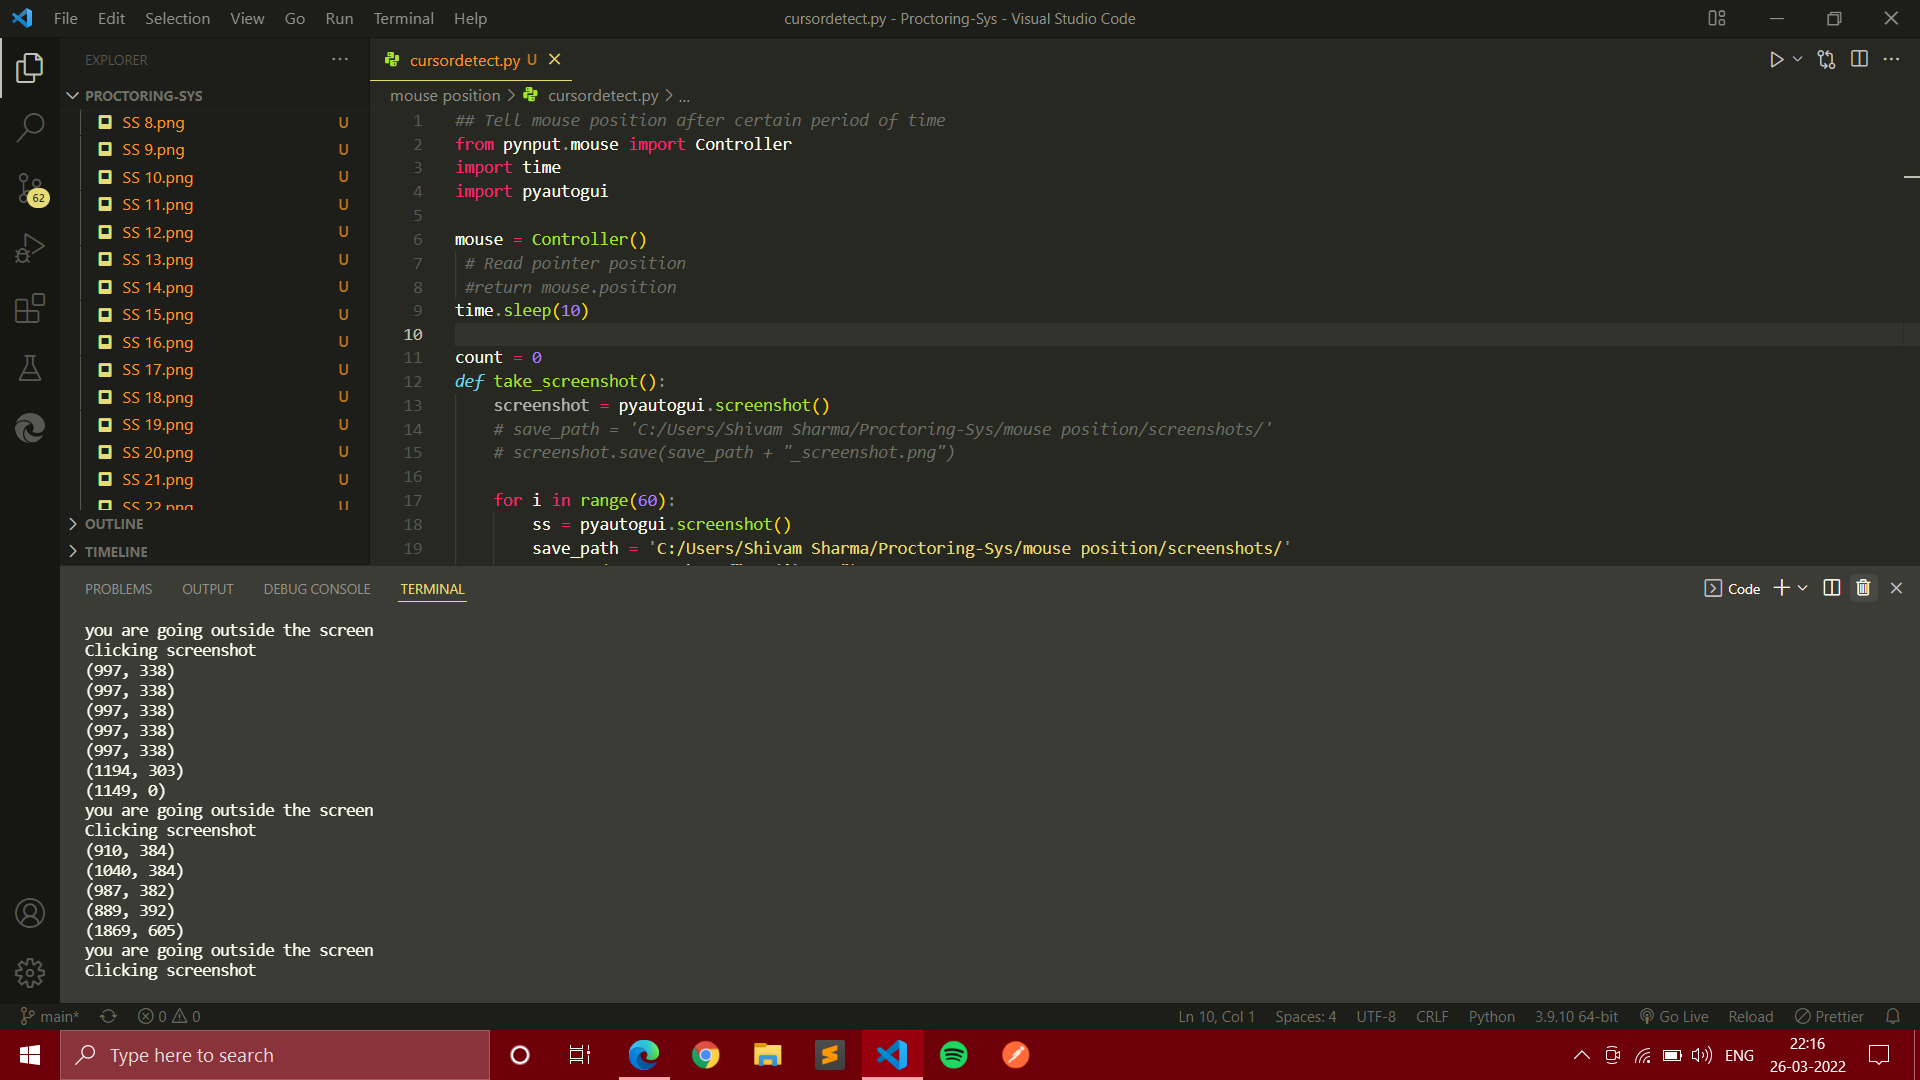 File Edit Selection View Go Run Terminal Help
cursordetect.py - Proctoring-Sys - Visual Studio Code
EXPLORER
PROCTORING-SYS
SS 8.png U
SS 9.png U
SS 10.png U
SS 11.png U
SS 12.png U
SS 13.png U
SS 14.png U
SS 15.png U
SS 16.png U
SS 17.png U
SS 18.png U
SS 19.png U
SS 20.png U
SS 21.png U
SS 22.png U
OUTLINE
TIMELINE
62
cursordetect.py U
mouse position > cursordetect.py > ...
1 ## Tell mouse position after certain period of time
2 from pynput.mouse import Controller
3 import time
4 import pyautogui
5
6 mouse = Controller()
7 # Read pointer position
8 #return mouse.position
9 time.sleep(10)
10
11 count = 0
12 def take_screenshot():
13 screenshot = pyautogui.screenshot()
14 # save_path = 'C:/Users/Shivam Sharma/Proctoring-Sys/mouse position/screenshots/'
15 # screenshot.save(save_path + "_screenshot.png")
16
17 for i in range(60):
18 ss = pyautogui.screenshot()
19 save_path = 'C:/Users/Shivam Sharma/Proctoring-Sys/mouse position/screenshots/'
PROBLEMS OUTPUT DEBUG CONSOLE TERMINAL
Code
you are going outside the screen
Clicking screenshot
(997, 338)
(997, 338)
(997, 338)
(997, 338)
(997, 338)
(1194, 303)
(1149, 0)
you are going outside the screen
Clicking screenshot
(910, 384)
(1040, 384)
(987, 382)
(889, 392)
(1869, 605)
you are going outside the screen
Clicking screenshot
main* 0 0
Ln 10, Col 1 Spaces: 4 UTF-8 CRLF Python 3.9.10 64-bit Go Live Reload Prettier
Type here to search
ENG
22:16
26-03-2022